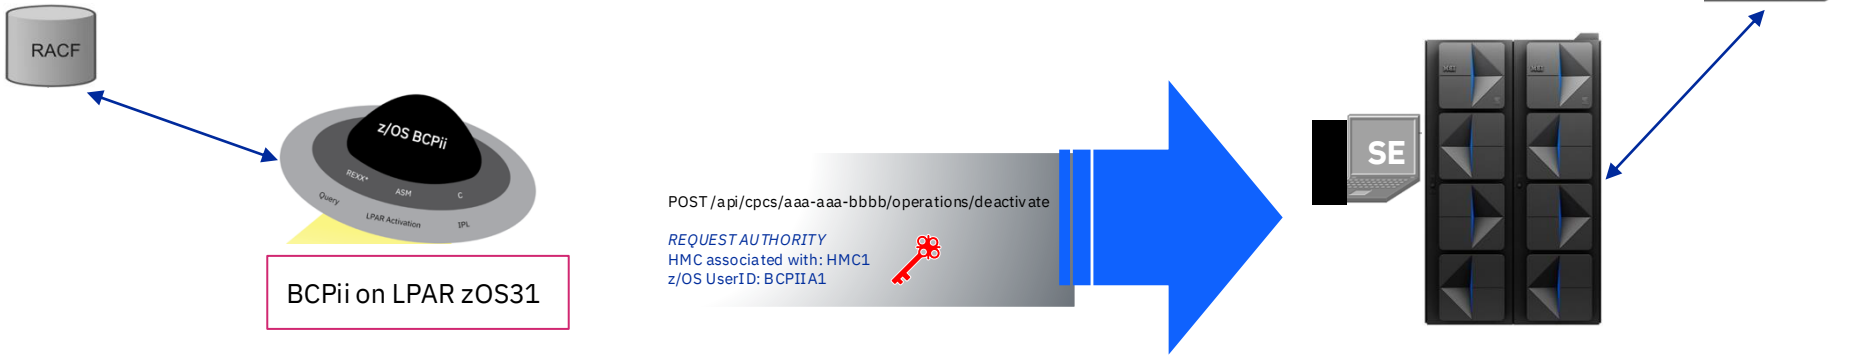 RACF
z/OS BCPii
REXX*
ASM
C
Query
LPAR Activation
IPL
BCPii on LPAR zOS31
POST /api/cpcs/aaa-aaa-bbbb/operations/deactivate
REQUEST AUTHORITY
HMC associated with: HMC1
z/OS UserID: BCPIIA1
SE